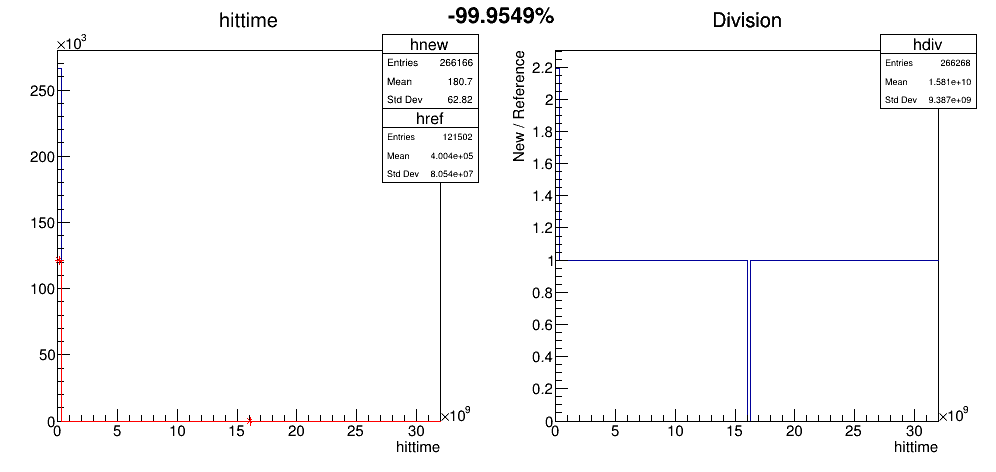 -99.9549%
hittime
×10³
hnew
Entries 266166
Mean 180.7
Std Dev 62.82
href
Entries 121502
Mean 4.004e+05
Std Dev 8.054e+07
250
200
150
100
50
0
0 5 10 15 20 25 30 ×10⁹
hittime
Division
hdiv
Entries 266268
Mean 1.581e+10
Std Dev 9.387e+09
New / Reference
2.2
2
1.8
1.6
1.4
1.2
1
0.8
0.6
0.4
0.2
0
0 5 10 15 20 25 30 ×10⁹
hittime